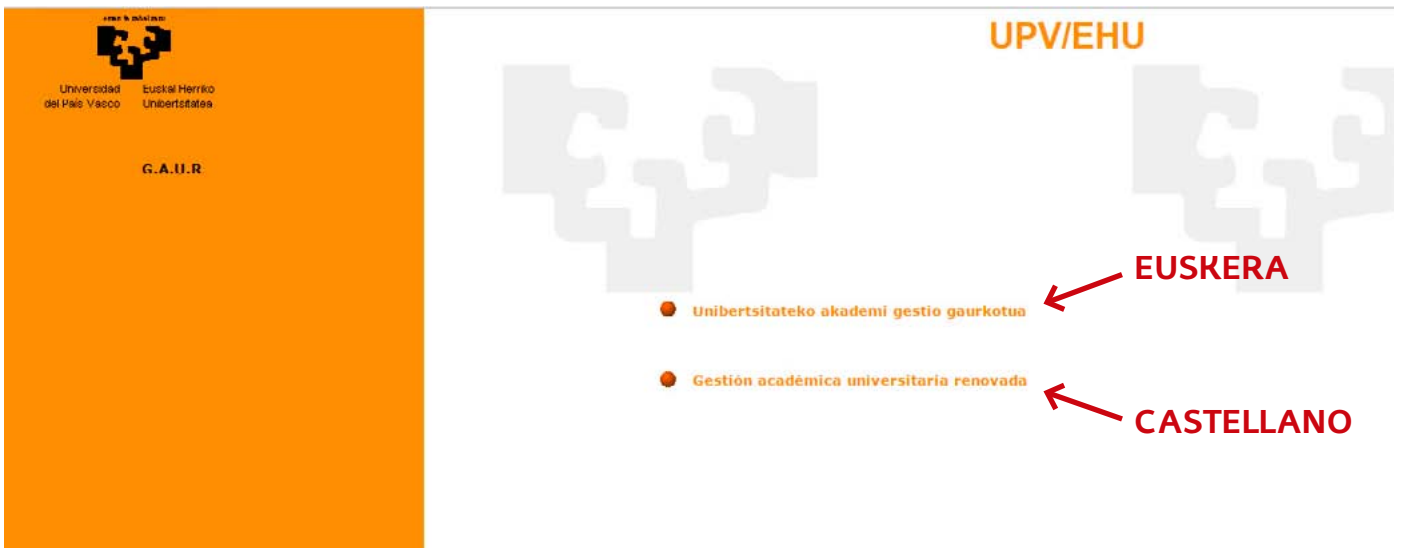 UPV/EHU
Universidad
del País Vasco
Euskal Herriko
Unibertsitatea
G.A.U.R
EUSKERA
Unibertsitateko akademi gestio gaurkotua
Gestión académica universitaria renovada
CASTELLANO